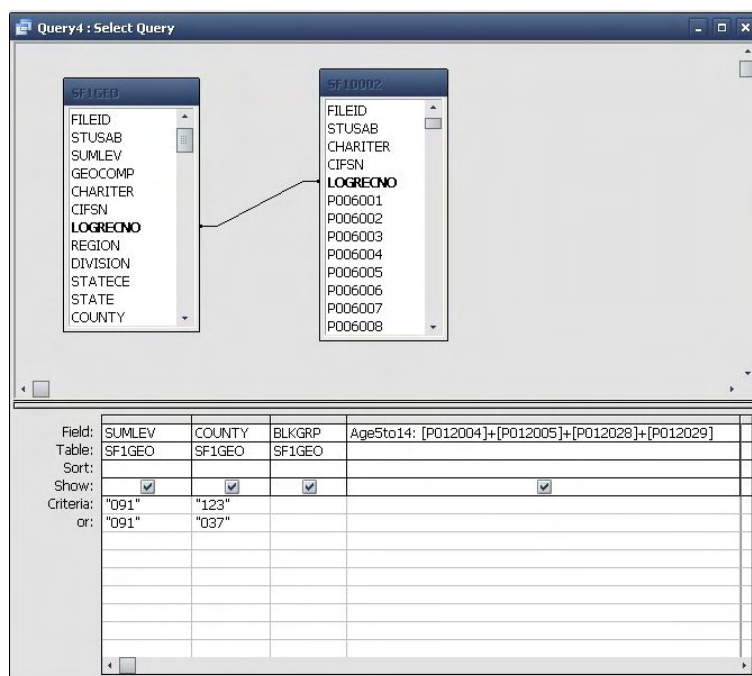 Query4 : Select Query
SF1GEO
FILEID
STUSAB
SUMLEV
GEOCOMP
CHARITER
CIFSN
LOGRECNO
REGION
DIVISION
STATECE
STATE
COUNTY
SF10002
FILEID
STUSAB
CHARITER
CIFSN
LOGRECNO
P006001
P006002
P006003
P006004
P006005
P006006
P006007
P006008
Field: SUMLEV COUNTY BLKGRP Age5to14: [P012004]+[P012005]+[P012028]+[P012029]
Table: SF1GEO SF1GEO SF1GEO
Sort:
Show:
Criteria: "091" "123"
or: "091" "037"